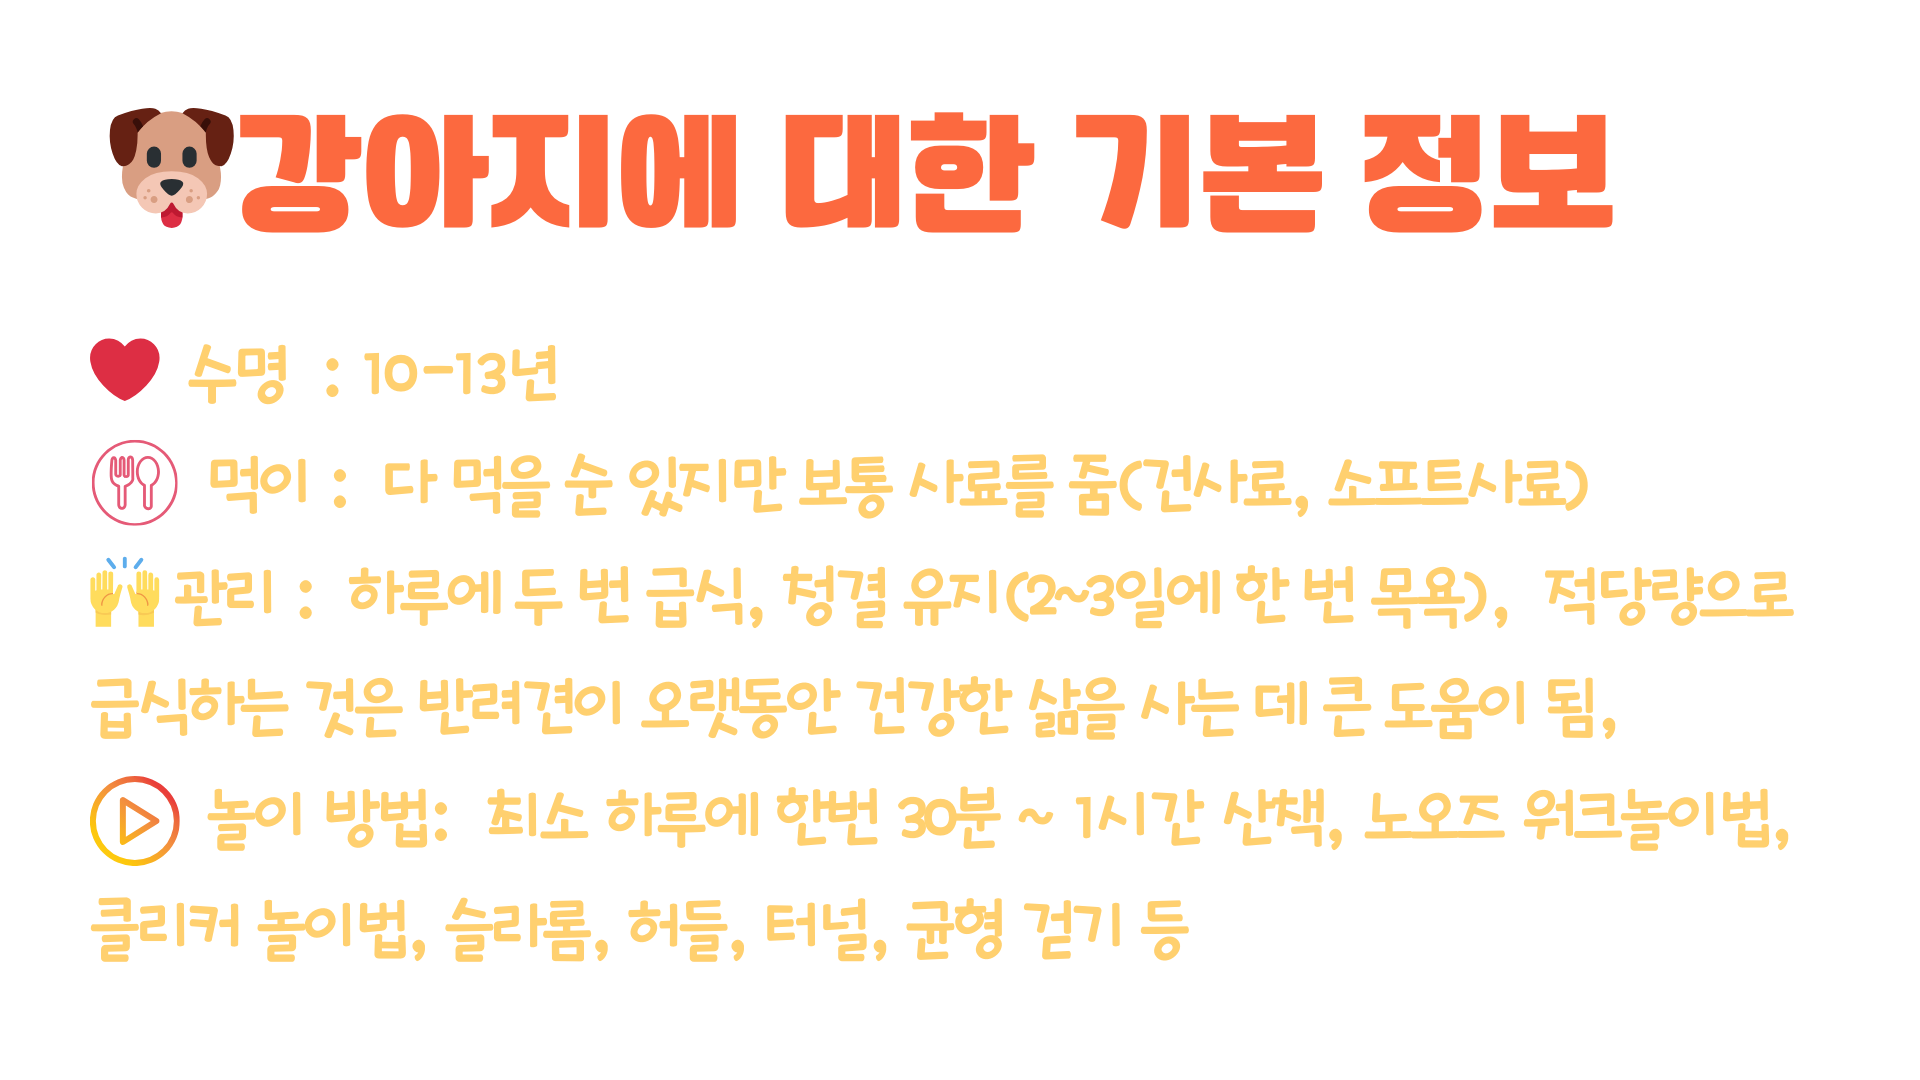 강아지에 대한 기본 정보
수명 : 10-13년
먹이 : 다 먹을 순 있지만 보통 사료를 줌(건사료, 소프트사료)
관리 : 하루에 두 번 급식, 청결 유지(2~3일에 한 번 목욕), 적당량으로
급식하는 것은 반려견이 오랫동안 건강한 삶을 사는 데 큰 도움이 됨,
놀이 방법: 최소 하루에 한번 30분 ~ 1시간 산책, 노오즈 워크놀이법,
클리커 놀이법, 슬라롬, 허들, 터널, 균형 걷기 등